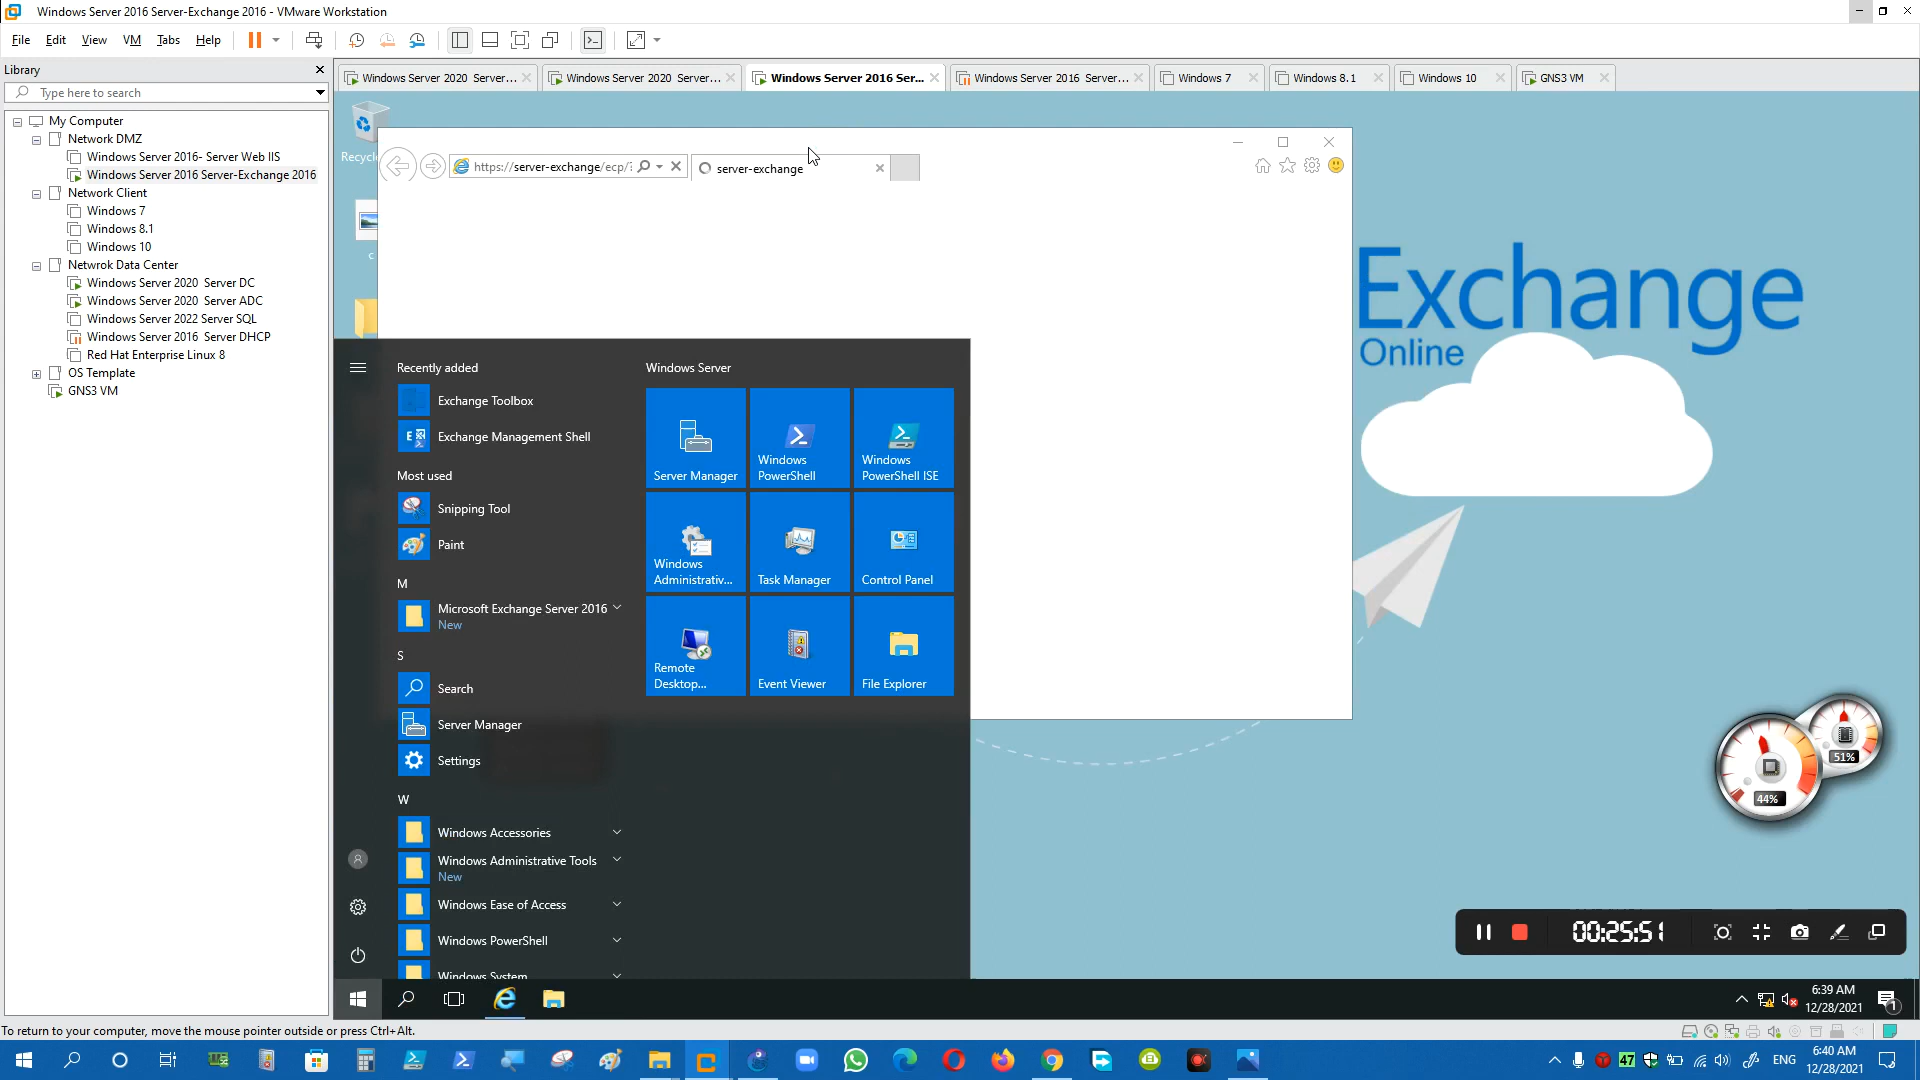 Windows Server 2016 Server-Exchange 2016 - VMware Workstation
File Edit View VM Tabs Help
Library
Type here to search
My Computer
Network DMZ
Windows Server 2016- Server Web IIS
Windows Server 2016 Server-Exchange 2016
Network Client
Windows 7
Windows 8.1
Windows 10
Netwrok Data Center
Windows Server 2020 Server DC
Windows Server 2020 Server ADC
Windows Server 2022 Server SQL
Windows Server 2016 Server DHCP
Red Hat Enterprise Linux 8
OS Template
GNS3 VM
Windows Server 2020 Server...
Windows Server 2020 Server...
Windows Server 2016 Ser...
Windows Server 2016 Server...
Windows 7
Windows 8.1
Windows 10
GNS3 VM
Recycle
c
https://server-exchange/ecp/
server-exchange
Exchange
Online
Recently added
Exchange Toolbox
Exchange Management Shell
Most used
Snipping Tool
Paint
M
Microsoft Exchange Server 2016
New
S
Search
Server Manager
Settings
W
Windows Accessories
Windows Administrative Tools
New
Windows Ease of Access
Windows PowerShell
Windows System
Windows Server
Server Manager
Windows PowerShell
Windows PowerShell ISE
Windows Administrativ...
Task Manager
Control Panel
Remote Desktop...
Event Viewer
File Explorer
51%
44%
00:25:51
6:39 AM
12/28/2021
1
To return to your computer, move the mouse pointer outside or press Ctrl+Alt.
47
ENG
6:40 AM
12/28/2021